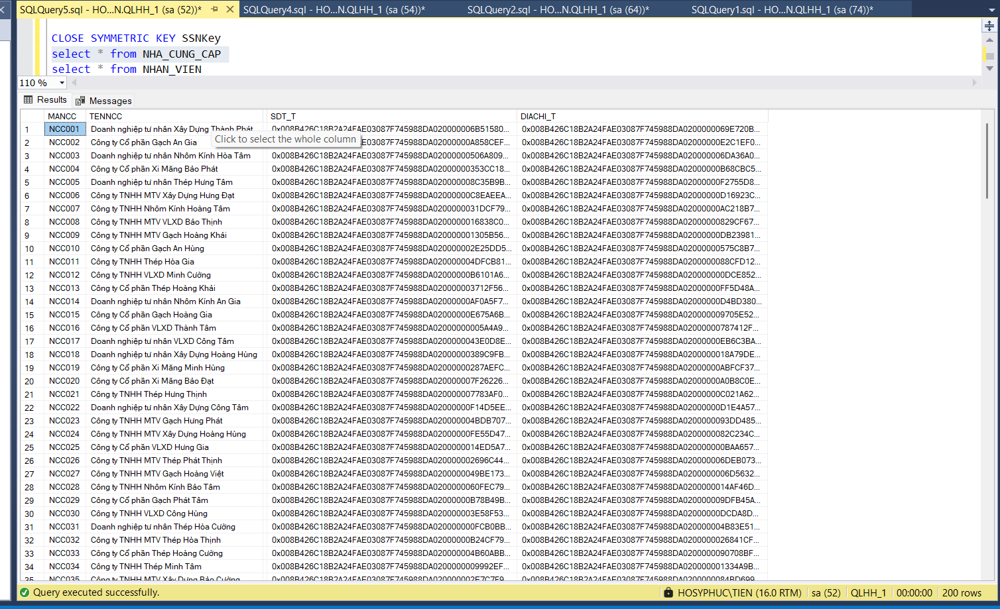 SQLQuery5.sql - HO...N.QLHH_1 (sa (52))* SQLQuery4.sql - HO...N.QLHH_1 (sa (54))* SQLQuery2.sql - HO...N.QLHH_1 (sa (64))* SQLQuery1.sql - HO...N.QLHH_1 (sa (74))*
CLOSE SYMMETRIC KEY SSNKey
select * from NHA_CUNG_CAP
select * from NHAN_VIEN
110 %
Results Messages
MANCC TENNCC SDT_T DIACHI_T
1 NCC001 Doanh nghiệp tư nhân Xây Dựng Thành Phát 0x008B426C18B2A24FAE03087F745988DA020000006B51580... 0x008B426C18B2A24FAE03087F745988DA0200000069E720B...
Click to select the whole column
2 NCC002 Công ty Cổ phần Gạch An Gia 0x008B426C18B2A24FAE03087F745988DA02000000A858CEF... 0x008B426C18B2A24FAE03087F745988DA02000000E2C1EF0...
3 NCC003 Doanh nghiệp tư nhân Nhôm Kính Hòa Tâm 0x008B426C18B2A24FAE03087F745988DA02000000506A809... 0x008B426C18B2A24FAE03087F745988DA020000006DA36A0...
4 NCC004 Công ty Cổ phần Xi Măng Bảo Phát 0x008B426C18B2A24FAE03087F745988DA02000000353CC18... 0x008B426C18B2A24FAE03087F745988DA02000000B68CBC5...
5 NCC005 Doanh nghiệp tư nhân Thép Hưng Tâm 0x008B426C18B2A24FAE03087F745988DA020000008C35B9B... 0x008B426C18B2A24FAE03087F745988DA02000000F2755D8...
6 NCC006 Công ty TNHH MTV Xây Dựng Hưng Đạt 0x008B426C18B2A24FAE03087F745988DA02000000C8EAEEA... 0x008B426C18B2A24FAE03087F745988DA02000000D16923C...
7 NCC007 Công ty TNHH Nhôm Kính Hoàng Tâm 0x008B426C18B2A24FAE03087F745988DA0200000031DCF79... 0x008B426C18B2A24FAE03087F745988DA02000000AC218B7...
8 NCC008 Công ty TNHH MTV VLXD Bảo Thịnh 0x008B426C18B2A24FAE03087F745988DA0200000016838C0... 0x008B426C18B2A24FAE03087F745988DA02000000829CF67...
9 NCC009 Công ty TNHH MTV Gạch Hoàng Khải 0x008B426C18B2A24FAE03087F745988DA020000001305B56... 0x008B426C18B2A24FAE03087F745988DA02000000DB23981...
10 NCC010 Công ty Cổ phần Gạch An Hùng 0x008B426C18B2A24FAE03087F745988DA020000002E25DD5... 0x008B426C18B2A24FAE03087F745988DA02000000575C8B7...
11 NCC011 Công ty TNHH Thép Hòa Gia 0x008B426C18B2A24FAE03087F745988DA020000004DFCB81... 0x008B426C18B2A24FAE03087F745988DA0200000088CFD12...
12 NCC012 Công ty TNHH VLXD Minh Cường 0x008B426C18B2A24FAE03087F745988DA02000000B6101A6... 0x008B426C18B2A24FAE03087F745988DA02000000DCE852...
13 NCC013 Công ty Cổ phần Thép Hoàng Khải 0x008B426C18B2A24FAE03087F745988DA020000003712F56... 0x008B426C18B2A24FAE03087F745988DA02000000FF5D48A...
14 NCC014 Doanh nghiệp tư nhân Nhôm Kính An Gia 0x008B426C18B2A24FAE03087F745988DA02000000AF0A5F7... 0x008B426C18B2A24FAE03087F745988DA02000000D4BD380...
15 NCC015 Công ty Cổ phần Gạch Hoàng Gia 0x008B426C18B2A24FAE03087F745988DA02000000E675A6B... 0x008B426C18B2A24FAE03087F745988DA020000009705E52...
16 NCC016 Công ty Cổ phần VLXD Thành Tâm 0x008B426C18B2A24FAE03087F745988DA02000000005A4A9... 0x008B426C18B2A24FAE03087F745988DA02000000787412F...
17 NCC017 Doanh nghiệp tư nhân VLXD Công Tâm 0x008B426C18B2A24FAE03087F745988DA0200000043E0D8E... 0x008B426C18B2A24FAE03087F745988DA02000000EB6C3BA...
18 NCC018 Doanh nghiệp tư nhân Xây Dựng Hoàng Hùng 0x008B426C18B2A24FAE03087F745988DA02000000389C9FB... 0x008B426C18B2A24FAE03087F745988DA0200000018A79DE...
19 NCC019 Công ty Cổ phần Xi Măng Minh Hùng 0x008B426C18B2A24FAE03087F745988DA02000000287AEFC... 0x008B426C18B2A24FAE03087F745988DA02000000ABFCF37...
20 NCC020 Công ty Cổ phần Xi Măng Bảo Đạt 0x008B426C18B2A24FAE03087F745988DA020000007F26226... 0x008B426C18B2A24FAE03087F745988DA02000000A0B8C0E...
21 NCC021 Công ty TNHH Thép Hưng Thịnh 0x008B426C18B2A24FAE03087F745988DA020000007783AF0... 0x008B426C18B2A24FAE03087F745988DA02000000C021A62...
22 NCC022 Doanh nghiệp tư nhân Xây Dựng Công Tâm 0x008B426C18B2A24FAE03087F745988DA02000000F14D5EE... 0x008B426C18B2A24FAE03087F745988DA02000000D1E4A57...
23 NCC023 Công ty TNHH MTV Gạch Hưng Phát 0x008B426C18B2A24FAE03087F745988DA020000004BDB707... 0x008B426C18B2A24FAE03087F745988DA0200000093DD485...
24 NCC024 Công ty TNHH MTV Xây Dựng Hoàng Hùng 0x008B426C18B2A24FAE03087F745988DA02000000FE55D47... 0x008B426C18B2A24FAE03087F745988DA0200000082C234C...
25 NCC025 Công ty Cổ phần VLXD Hưng Gia 0x008B426C18B2A24FAE03087F745988DA0200000014ED5A7... 0x008B426C18B2A24FAE03087F745988DA02000000BAA657...
26 NCC026 Công ty TNHH MTV Thép Phát Thịnh 0x008B426C18B2A24FAE03087F745988DA020000002696C44... 0x008B426C18B2A24FAE03087F745988DA020000006DEB073...
27 NCC027 Công ty TNHH MTV Gạch Hoàng Việt 0x008B426C18B2A24FAE03087F745988DA0200000049BE173... 0x008B426C18B2A24FAE03087F745988DA020000006D5632...
28 NCC028 Công ty TNHH Nhôm Kính Bảo Tâm 0x008B426C18B2A24FAE03087F745988DA0200000060FEC79... 0x008B426C18B2A24FAE03087F745988DA0200000014AF46D...
29 NCC029 Công ty Cổ phần Gạch Phát Tâm 0x008B426C18B2A24FAE03087F745988DA02000000B78B49B... 0x008B426C18B2A24FAE03087F745988DA020000009DFB45A...
30 NCC030 Công ty TNHH VLXD Công Hùng 0x008B426C18B2A24FAE03087F745988DA020000003E58F53... 0x008B426C18B2A24FAE03087F745988DA02000000DCDA8D...
31 NCC031 Doanh nghiệp tư nhân Thép Hòa Cường 0x008B426C18B2A24FAE03087F745988DA02000000FCB0BB... 0x008B426C18B2A24FAE03087F745988DA020000004B83E51...
32 NCC032 Công ty TNHH MTV Thép Hòa Thịnh 0x008B426C18B2A24FAE03087F745988DA02000000B24CF79... 0x008B426C18B2A24FAE03087F745988DA0200000026841CF...
33 NCC033 Công ty Cổ phần Thép Hoàng Cường 0x008B426C18B2A24FAE03087F745988DA020000004B60ABB... 0x008B426C18B2A24FAE03087F745988DA0200000090708BF...
34 NCC034 Công ty TNHH Thép Minh Tâm 0x008B426C18B2A24FAE03087F745988DA0200000009992EF... 0x008B426C18B2A24FAE03087F745988DA020000001334A9B...
35 NCC035 Công ty TNHH MTV Xây Dựng Bảo Cường
Query executed successfully. HOSYPHUC\TIEN (16.0 RTM) sa (52) QLHH_1 00:00:00 200 rows